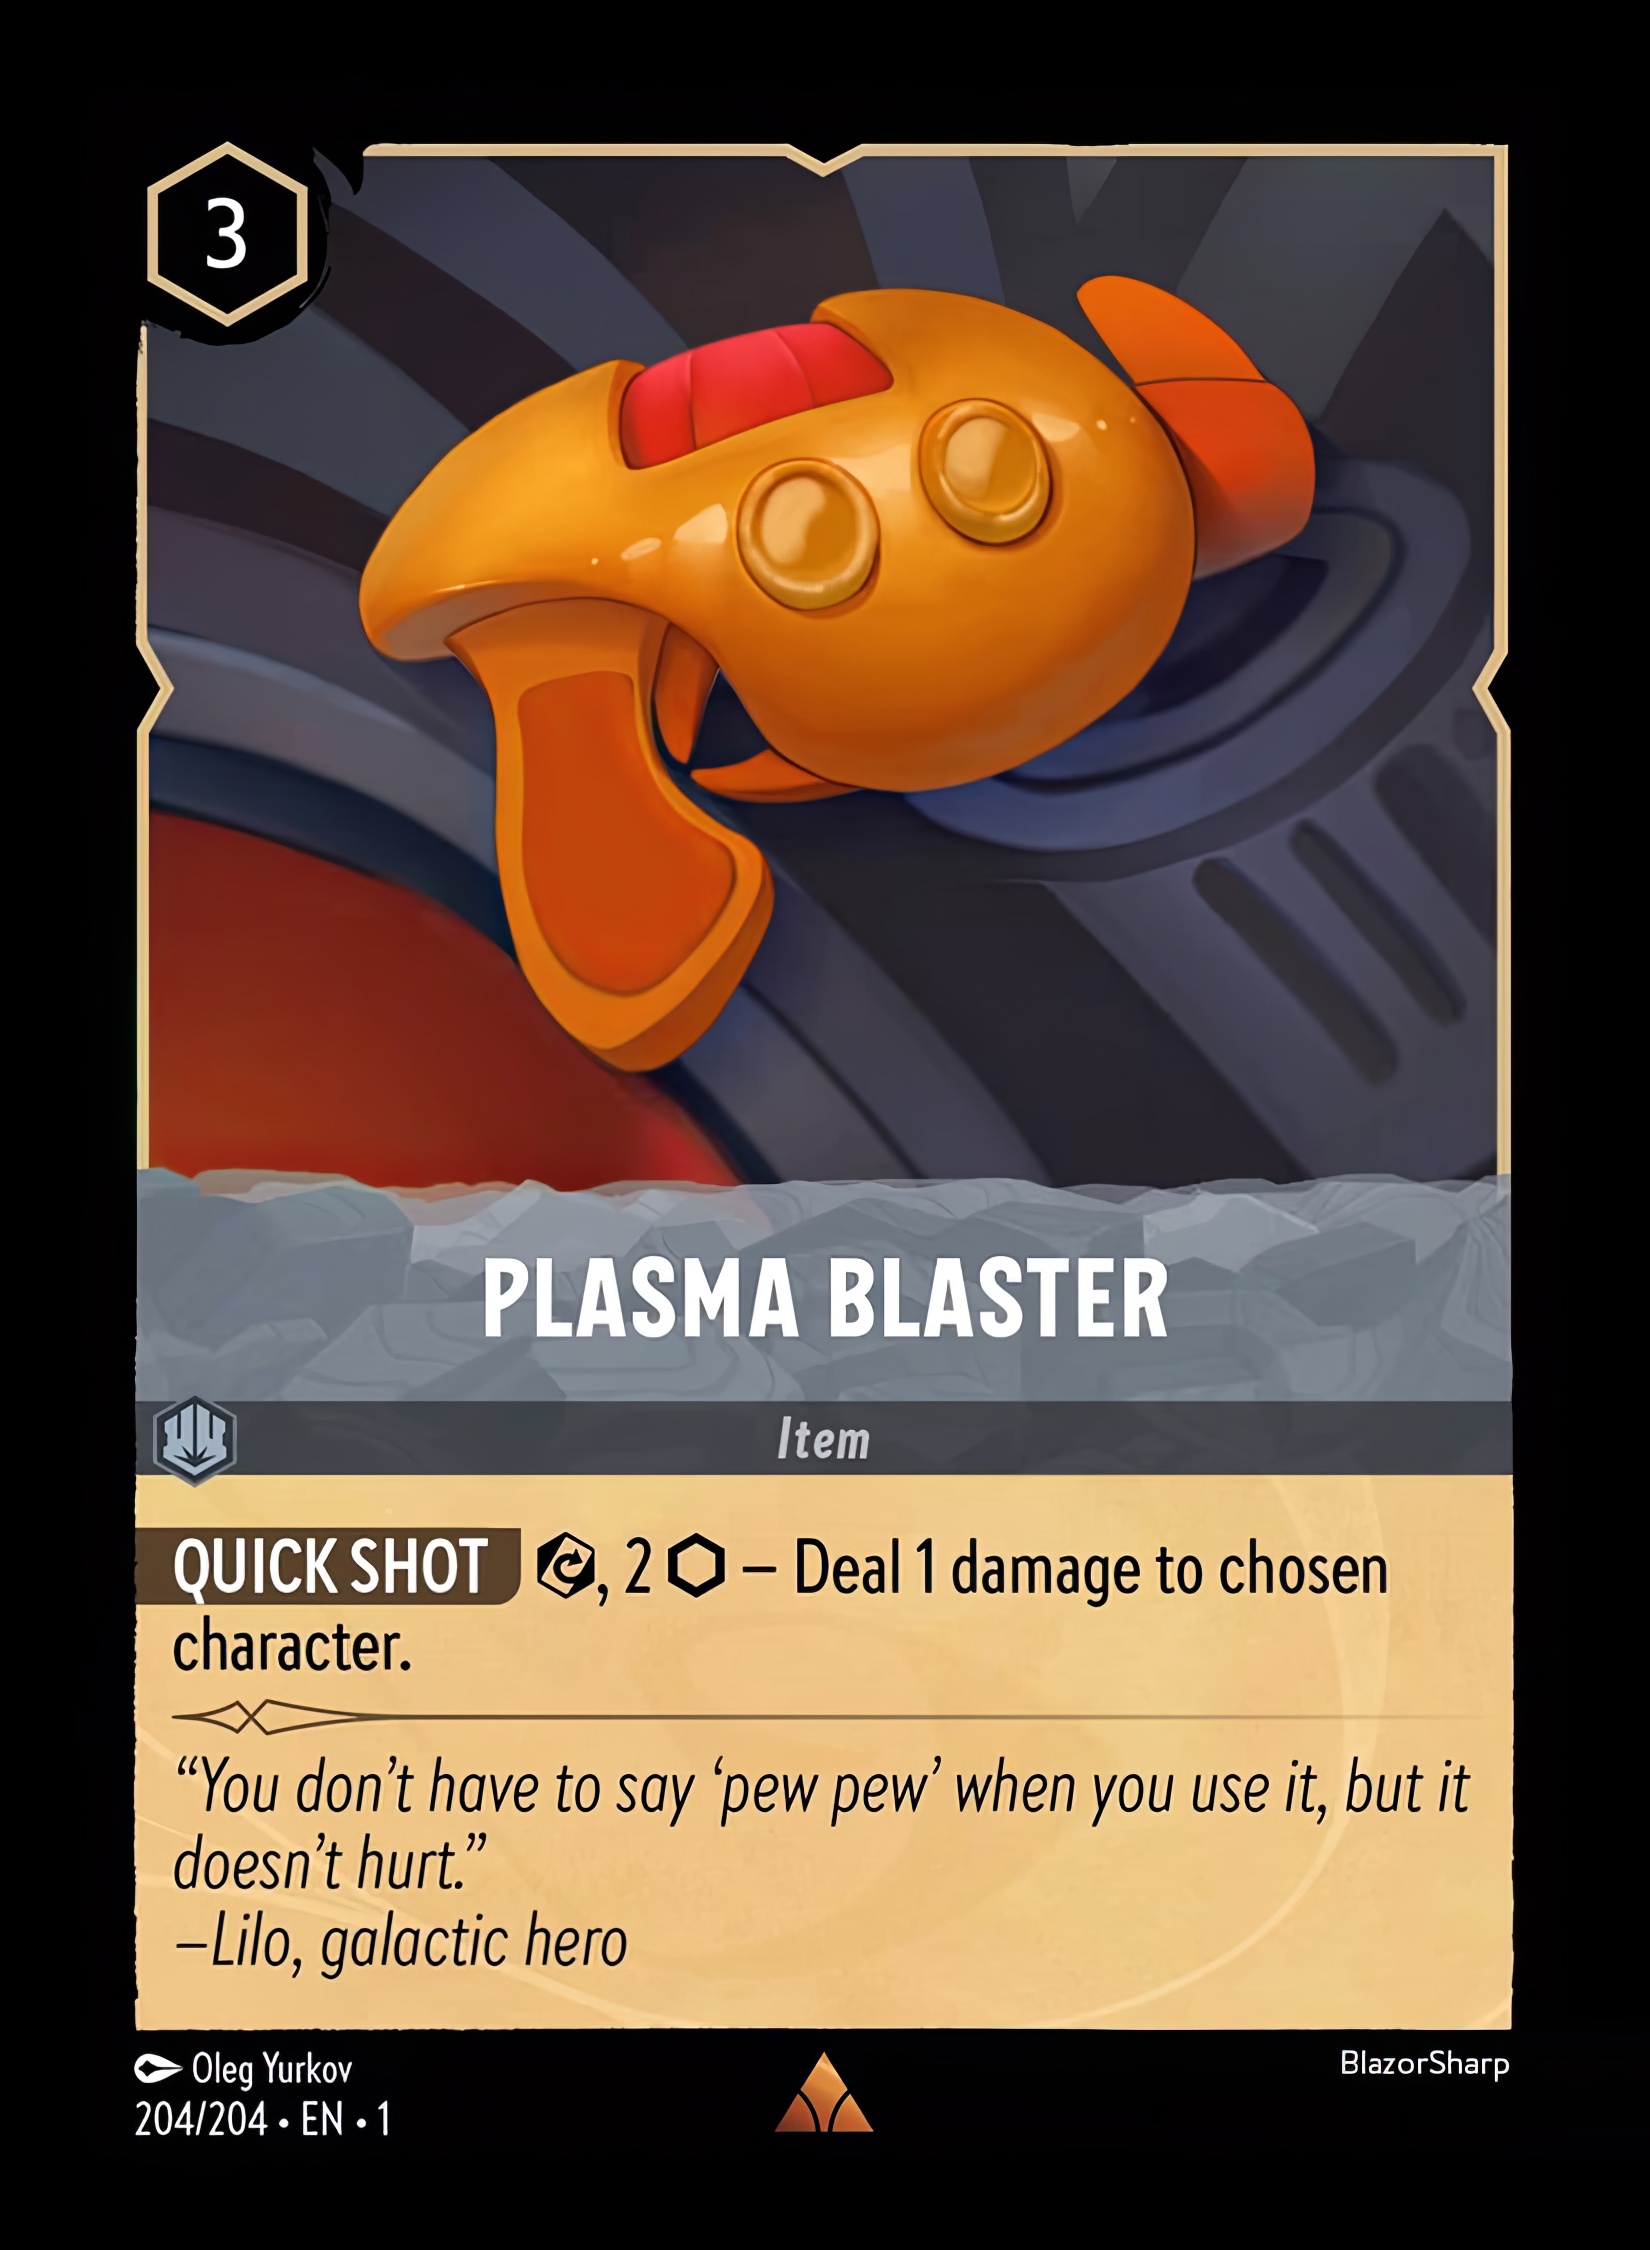 3
PLASMA BLASTER
Item
QUICK SHOT , 2 – Deal 1 damage to chosen
character.
“You don’t have to say ‘pew pew’ when you use it, but it
doesn’t hurt.”
–Lilo, galactic hero
Oleg Yurkov
BlazorSharp
204/204 • EN • 1